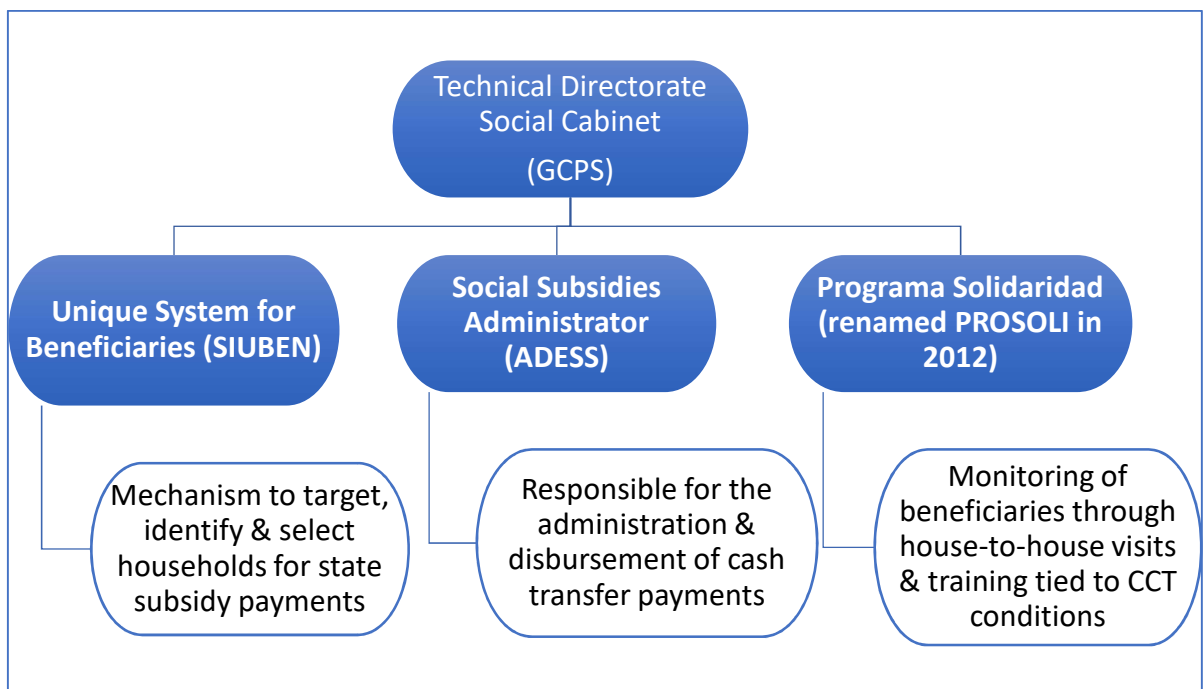 Technical Directorate
Social Cabinet
(GCPS)
Unique System for
Beneficiaries (SIUBEN)
Social Subsidies
Administrator
(ADESS)
Programa Solidaridad
(renamed PROSOLI in
2012)
Mechanism to target,
identify & select
households for state
subsidy payments
Responsible for the
administration &
disbursement of cash
transfer payments
Monitoring of
beneficiaries through
house-to-house visits
& training tied to CCT
conditions